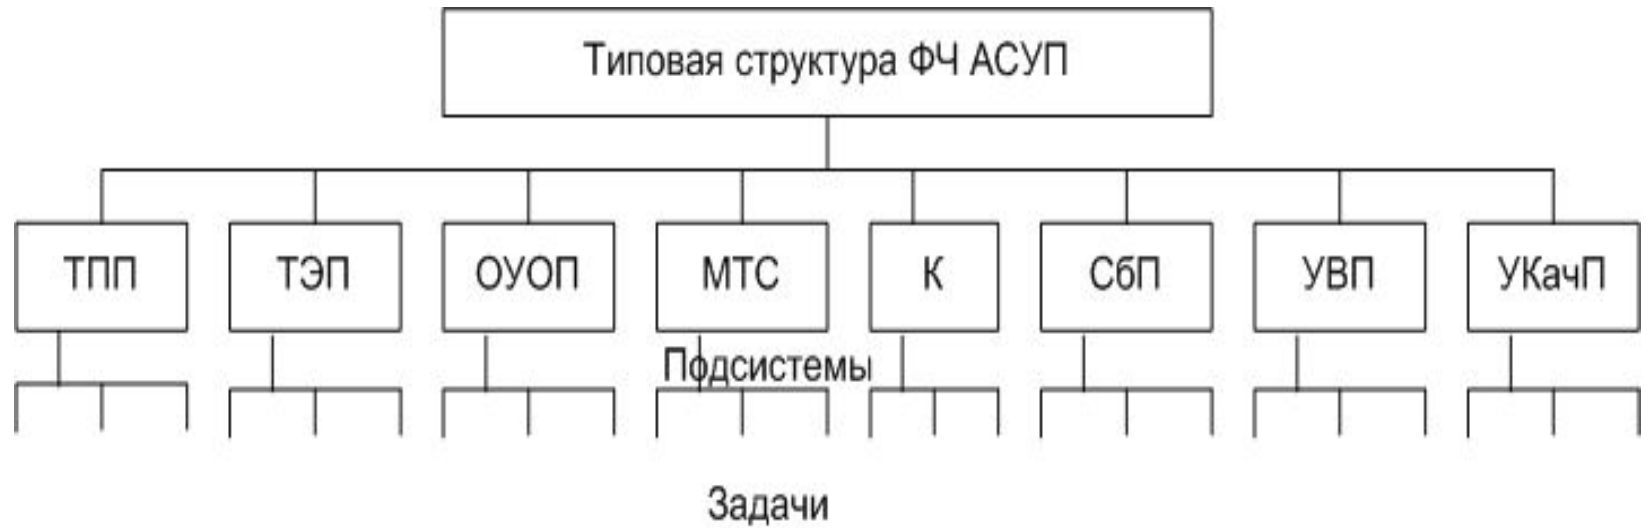 Типовая структура ФЧ АСУП
ТПП
ТЭП
ОУОП
МТС
К
СбП
УВП
УКачП
Подсистемы
Задачи